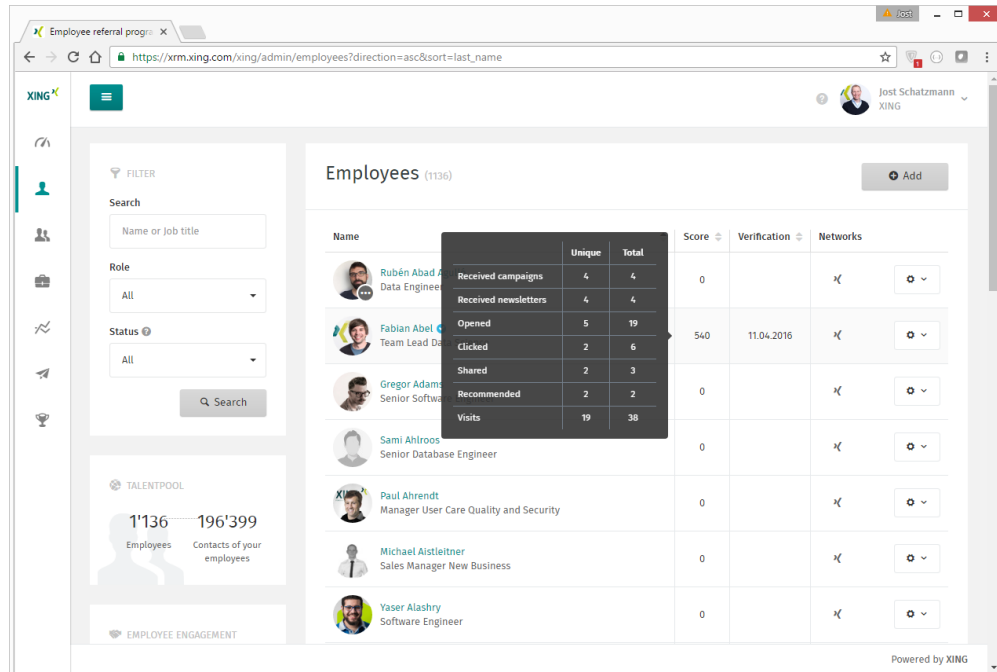 Jost
Employee referral progra
https://xrm.xing.com/xing/admin/employees?direction=asc&sort=last_name
1
XING
Jost Schatzmann
XING
FILTER
Search
Name or Job title
Role
All
Status
All
Search
TALENTPOOL
1'136
196'399
Employees
Contacts of your
employees
EMPLOYEE ENGAGEMENT
Employees (1136)
Add
Name Score Verification Networks
Rubén Abad
Data Engineer
0
Fabian Abel
Team Lead
540 11.04.2016
Gregor Adams
Senior
0
Unique Total
Received campaigns 4 4
Received newsletters 4 4
Opened 5 19
Clicked 2 6
Shared 2 3
Recommended 2 2
Visits 19 38
Sami Ahlroos
Senior Database Engineer
0
Paul Ahrendt
Manager User Care Quality and Security
0
Michael Aistleitner
Sales Manager New Business
0
Yaser Alashry
Software Engineer
0
Powered by XING